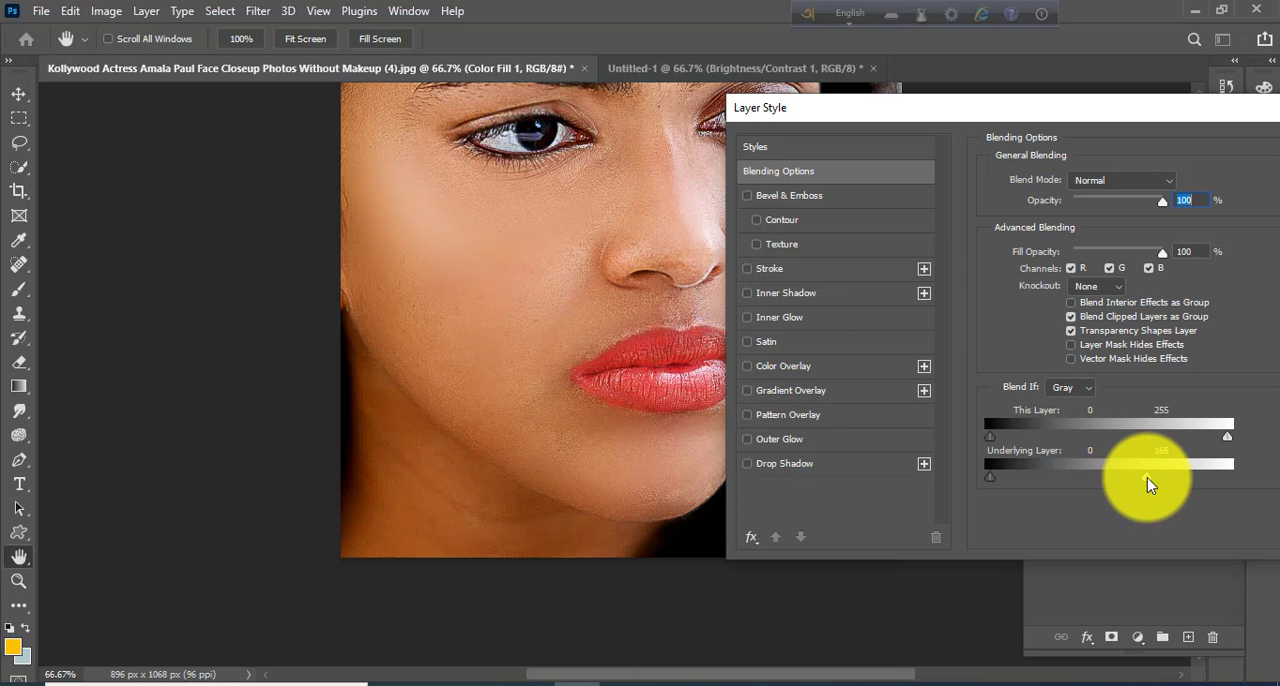 Ps File Edit Image Layer Type Select Filter 3D View Plugins Window Help
English
Scroll All Windows 100% Fit Screen Fill Screen
Kollywood Actress Amala Paul Face Closeup Photos Without Makeup (4).jpg @ 66.7% (Color Fill 1, RGB/8#) * × Untitled-1 @ 66.7% (Brightness/Contrast 1, RGB/8) * ×
Layer Style
Styles
Blending Options
Bevel & Emboss
Contour
Texture
Stroke
Inner Shadow
Inner Glow
Satin
Color Overlay
Gradient Overlay
Pattern Overlay
Outer Glow
Drop Shadow
fx
Blending Options
General Blending
Blend Mode: Normal
Opacity: 100 %
Advanced Blending
Fill Opacity: 100 %
Channels: R G B
Knockout: None
Blend Interior Effects as Group
Blend Clipped Layers as Group
Transparency Shapes Layer
Layer Mask Hides Effects
Vector Mask Hides Effects
Blend If: Gray
This Layer: 0 255
Underlying Layer: 0 168
fx
66.67% 896 px x 1068 px (96 ppi)